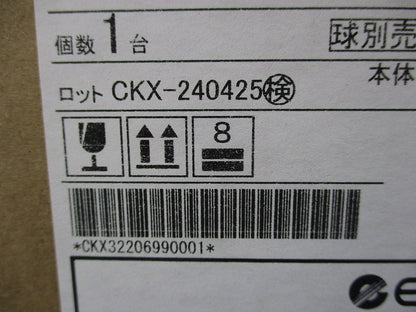 個数 1 台
球別売
本体
ロット CKX-240425 検
8
*CKX32206990001*